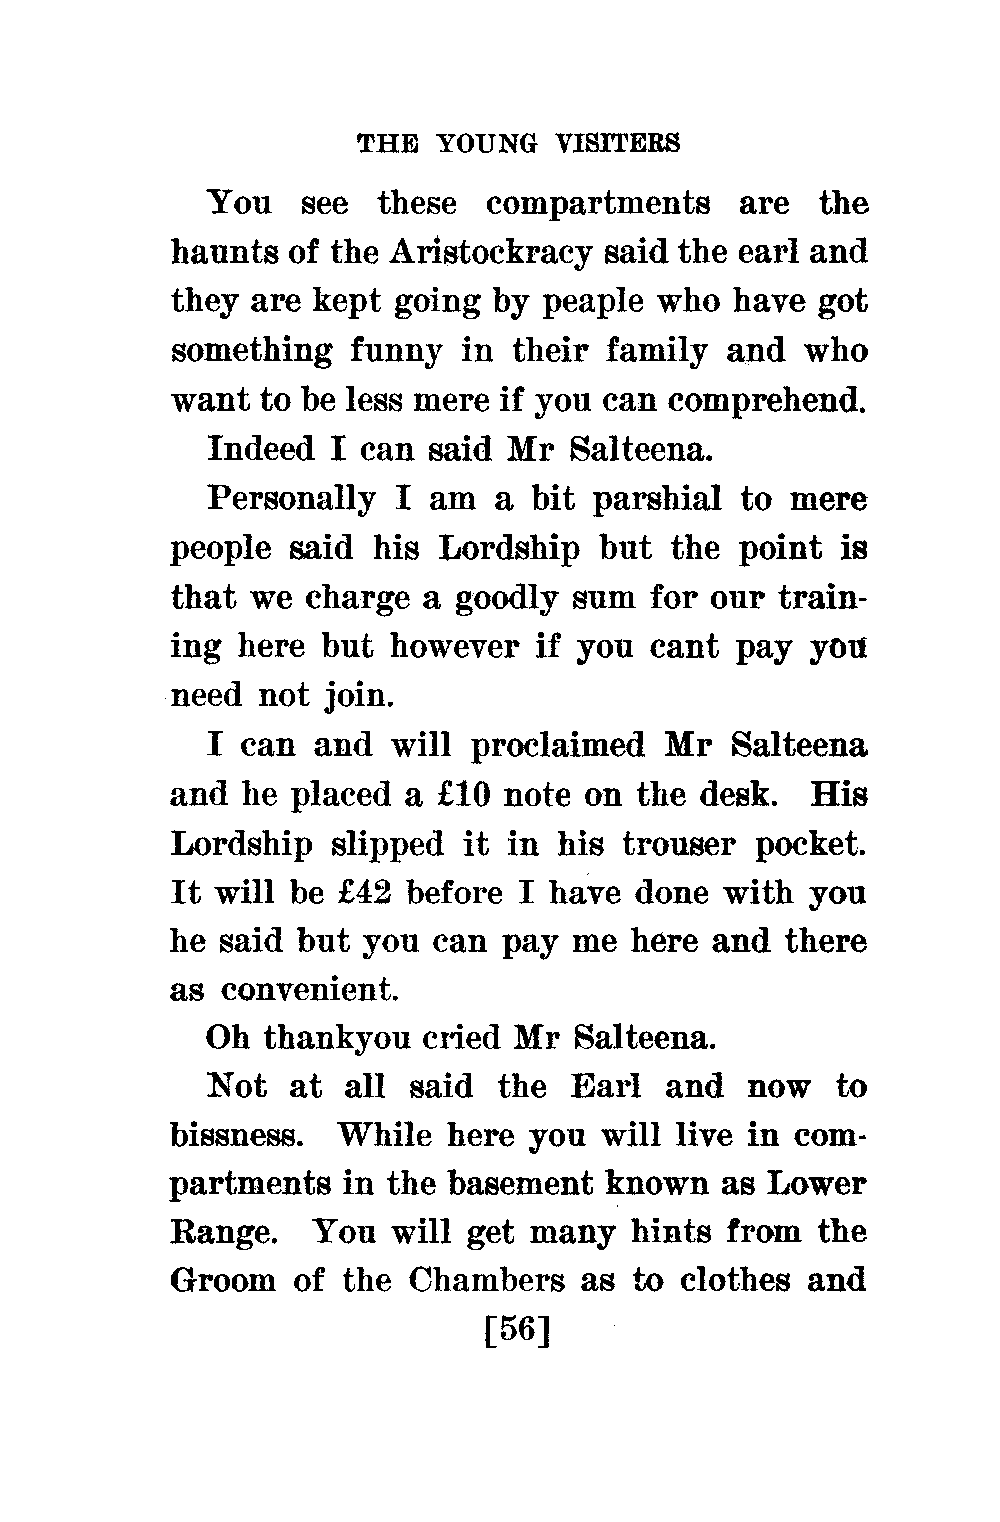 THE YOUNG VISITERS
You see these compartments are the
haunts of the Aristockracy said the earl and
they are kept going by peaple who have got
something funny in their family and who
want to be less mere if you can comprehend.
Indeed I can said Mr Salteena.
Personally I am a bit parshial to mere
people said his Lordship but the point is
that we charge a goodly sum for our train-
ing here but however if you cant pay you
need not join.
I can and will proclaimed Mr Salteena
and he placed a £10 note on the desk. His
Lordship slipped it in his trouser pocket.
It will be £42 before I have done with you
he said but you can pay me here and there
as convenient.
Oh thankyou cried Mr Salteena.
Not at all said the Earl and now to
bissness. While here you will live in com-
partments in the basement known as Lower
Range. You will get many hints from the
Groom of the Chambers as to clothes and
[56]